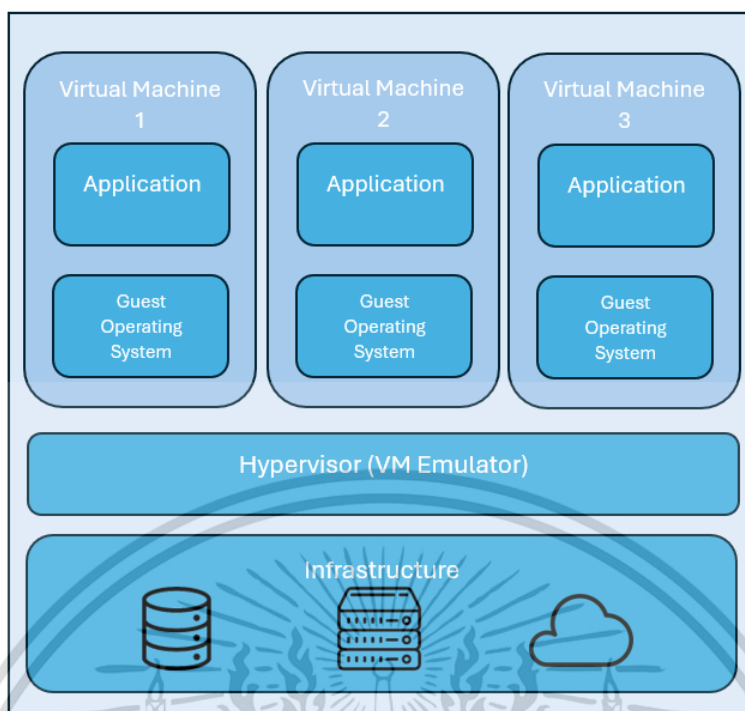 Virtual Machine
1
Virtual Machine
2
Virtual Machine
3
Application
Application
Application
Guest
Operating
System
Guest
Operating
System
Guest
Operating
System
Hypervisor (VM Emulator)
Infrastructure